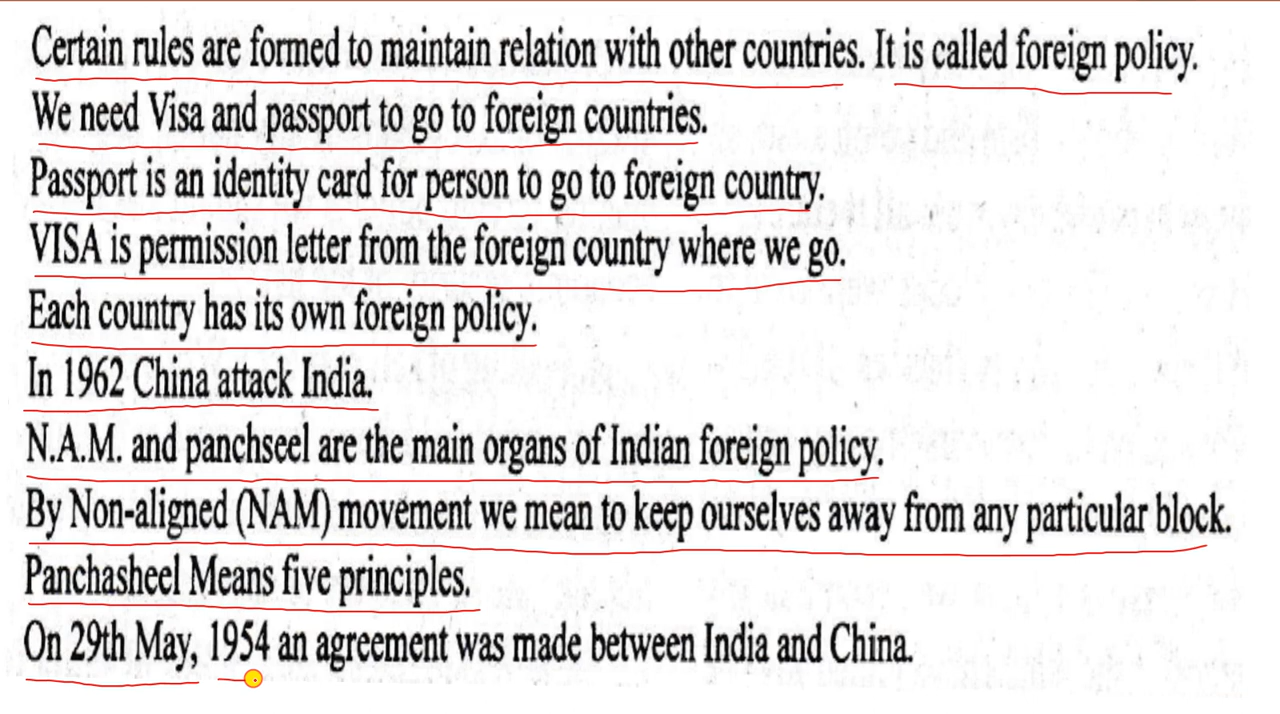 Certain rules are formed to maintain relation with other countries. It is called foreign policy.
We need Visa and passport to go to foreign countries.
Passport is an identity card for person to go to foreign country.
VISA is permission letter from the foreign country where we go.
Each country has its own foreign policy.
In 1962 China attack India.
N.A.M. and panchseel are the main organs of Indian foreign policy.
By Non-aligned (NAM) movement we mean to keep ourselves away from any particular block.
Panchasheel Means five principles.
On 29th May, 1954 an agreement was made between India and China.